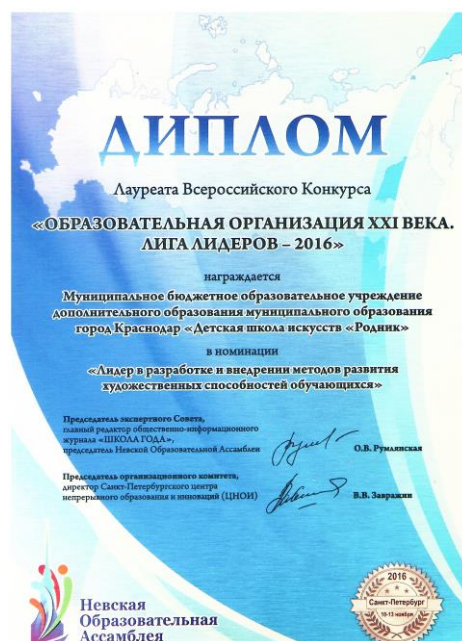 ДИПЛОМ
Лауреата Всероссийского Конкурса
«ОБРАЗОВАТЕЛЬНАЯ ОРГАНИЗАЦИЯ XXI ВЕКА.
ЛИГА ЛИДЕРОВ – 2016»
награждается
Муниципальное бюджетное образовательное учреждение
дополнительного образования муниципального образования
город Краснодар «Детская школа искусств «Родник»
в номинации
«Лидер в разработке и внедрении методов развития
художественных способностей обучающихся»
Председатель экспертного Совета,
главный редактор общественно-информационного
журнала «ШКОЛА ГОДА»,
председатель Невской Образовательной Ассамблеи
О.В. Румянская
Председатель организационного комитета,
директор Санкт-Петербургского центра
непрерывного образования и инноваций (ЦНОИ)
В.В. Завражин
Невская
Образовательная
Ассамблея
2016
Санкт-Петербург
10-13 ноября